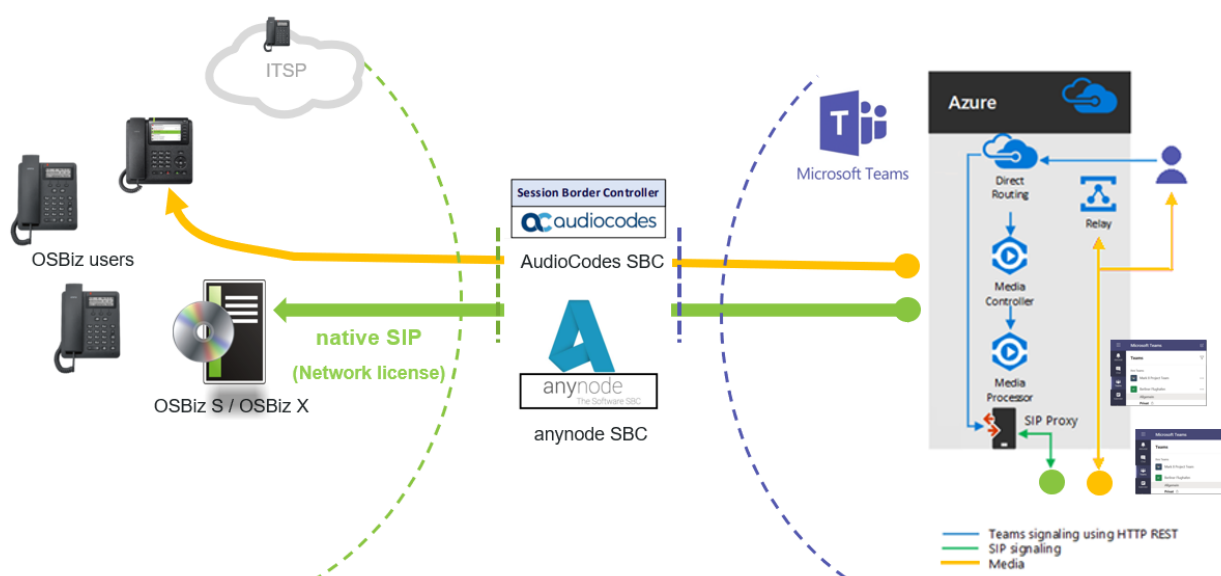 ITSP
OSBiz users
OSBiz S / OSBiz X
native SIP
(Network license)
Session Border Controller
audiocodes
AudioCodes SBC
anynode
The Software SBC
anynode SBC
T
Microsoft Teams
Azure
Direct
Routing
Relay
Media
Controller
Media
Processor
SIP Proxy
Microsoft Teams
Teams
Microsoft Teams
Teams
Teams signaling using HTTP REST
SIP signaling
Media